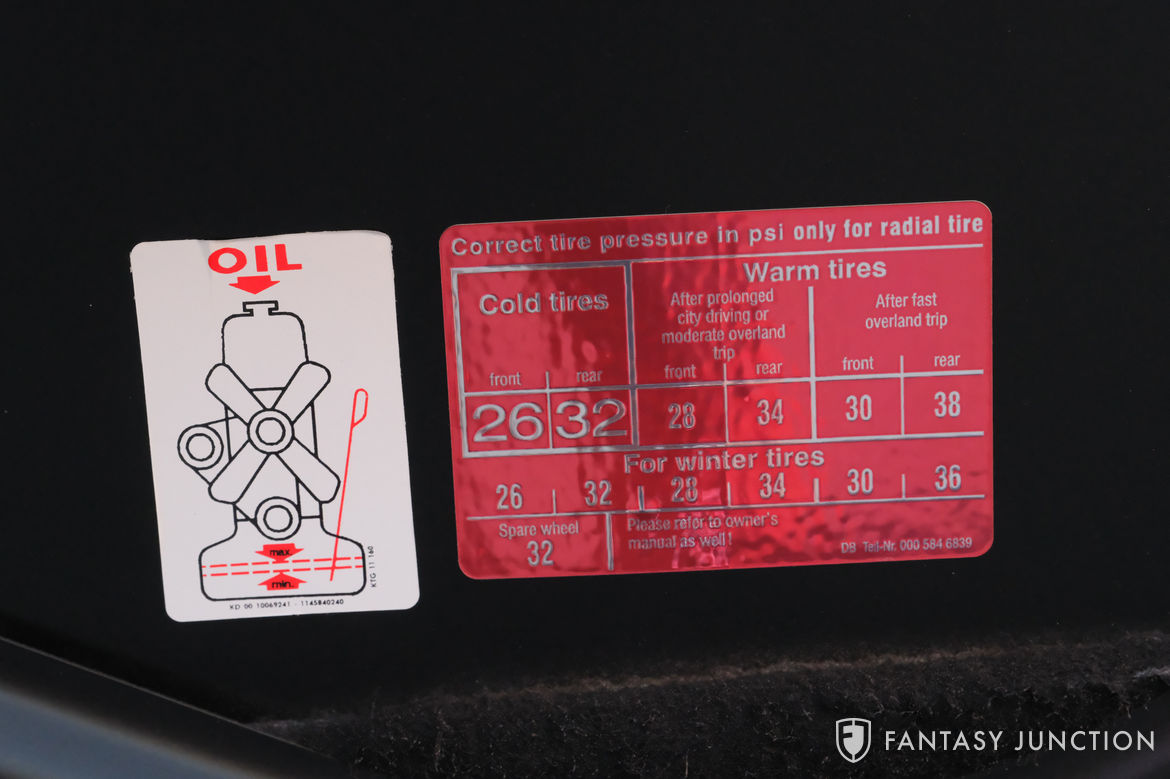 OIL
max.
min.
KTG 11 160
KD 00 10069241 - 1145840240
Correct tire pressure in psi only for radial tire
Cold tires
front rear
26 32
Warm tires
After prolonged
city driving or
moderate overland
trip
front rear
28 34
After fast
overland trip
front rear
30 38
For winter tires
26 32 28 34 30 36
Spare wheel
32
Please refer to owner's
manual as well!
DB Teil-Nr. 000 584 6839
FANTASY JUNCTION